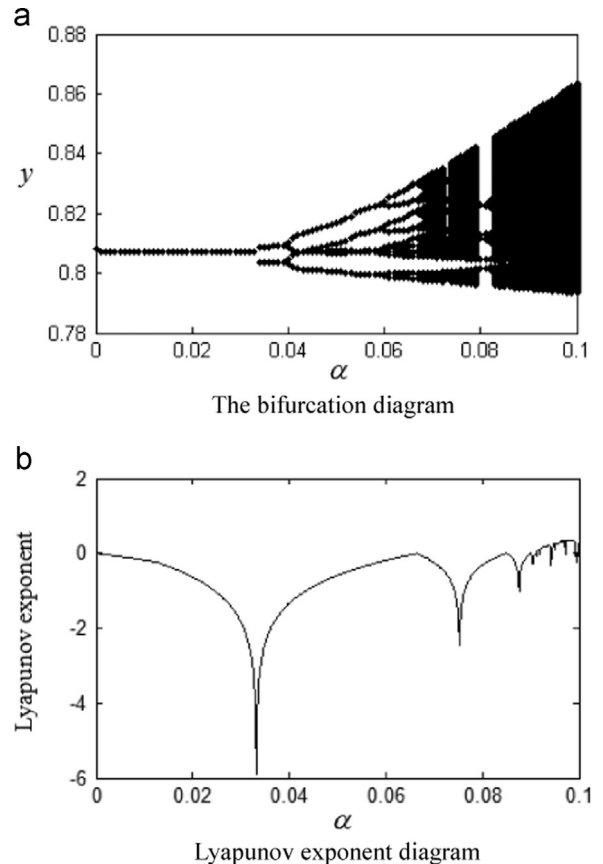 a
0.88
0.86
0.84
y
0.82
0.8
0.78
0 0.02 0.04 0.06 0.08 0.1
α
The bifurcation diagram
b
2
0
Lyapunov exponent
-2
-4
-6
0 0.02 0.04 0.06 0.08 0.1
α
Lyapunov exponent diagram